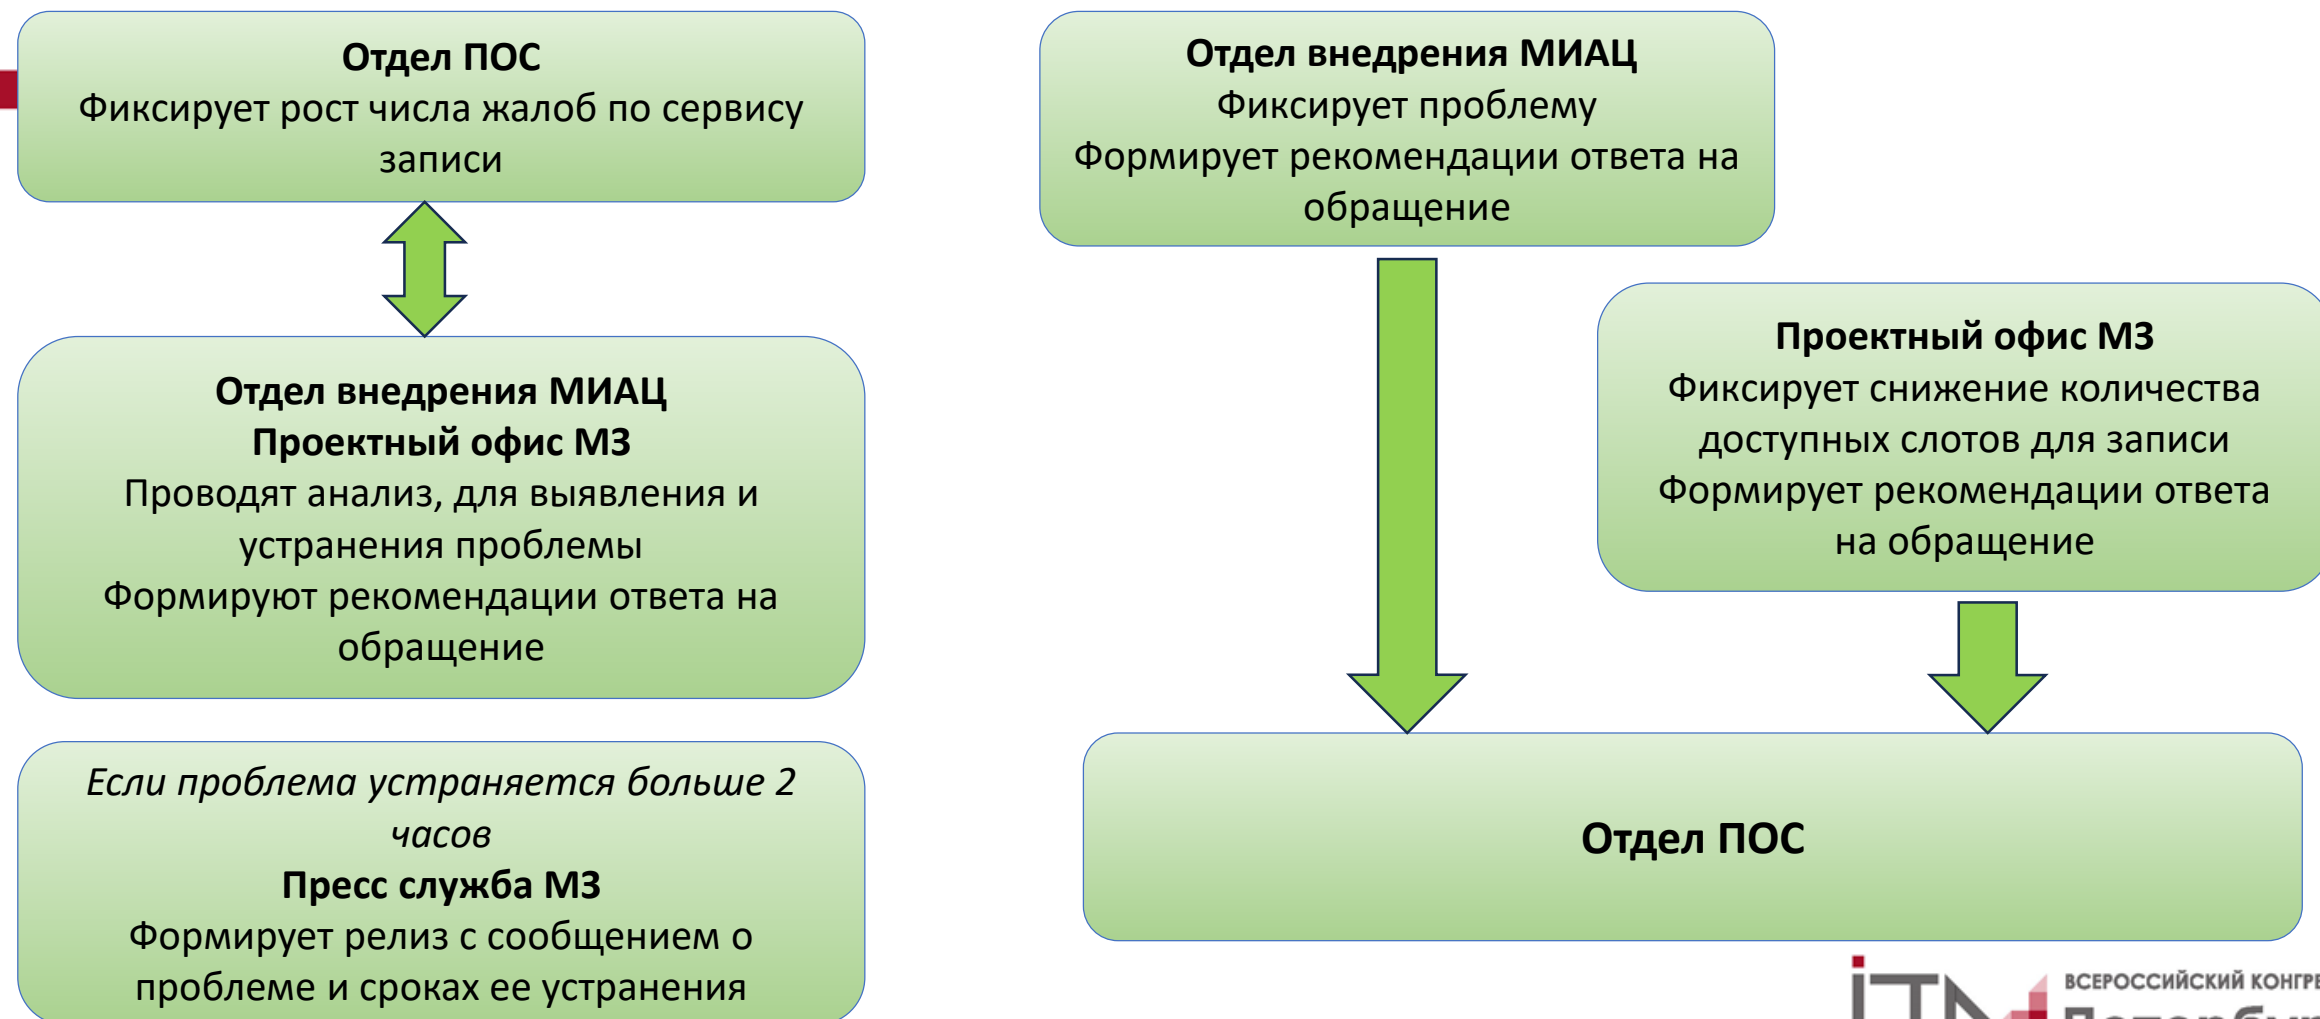 Отдел ПОС
Фиксирует рост числа жалоб по сервису
записи
Отдел внедрения МИАЦ
Проектный офис МЗ
Проводят анализ, для выявления и
устранения проблемы
Формируют рекомендации ответа на
обращение
Если проблема устраняется больше 2
часов
Пресс служба МЗ
Формирует релиз с сообщением о
проблеме и сроках ее устранения
Отдел внедрения МИАЦ
Фиксирует проблему
Формирует рекомендации ответа на
обращение
Проектный офис МЗ
Фиксирует снижение количества
доступных слотов для записи
Формирует рекомендации ответа
на обращение
Отдел ПОС
ВСЕРОССИЙСКИЙ